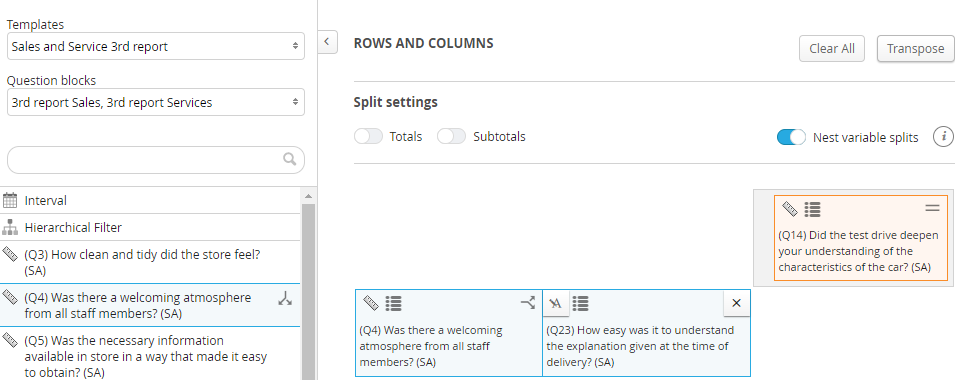 Templates
Sales and Service 3rd report
Question blocks
3rd report Sales, 3rd report Services
Interval
Hierarchical Filter
(Q3) How clean and tidy did the store feel?
(SA)
(Q4) Was there a welcoming atmosphere
from all staff members? (SA)
(Q5) Was the necessary information
available in store in a way that made it easy
to obtain? (SA)
ROWS AND COLUMNS
Clear All
Transpose
Split settings
Totals
Subtotals
Nest variable splits
(Q14) Did the test drive deepen
your understanding of the
characteristics of the car? (SA)
(Q4) Was there a welcoming
atmosphere from all staff
members? (SA)
(Q23) How easy was it to understand
the explanation given at the time of
delivery? (SA)